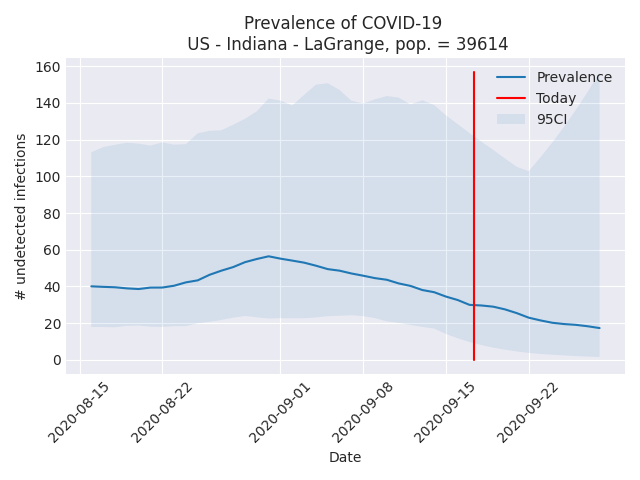 Prevalence of COVID-19
US - Indiana - LaGrange, pop. = 39614
# undetected infections
160
140
120
100
80
60
40
20
0
Prevalence
Today
95CI
2020-08-15
2020-08-22
2020-09-01
2020-09-08
2020-09-15
2020-09-22
Date